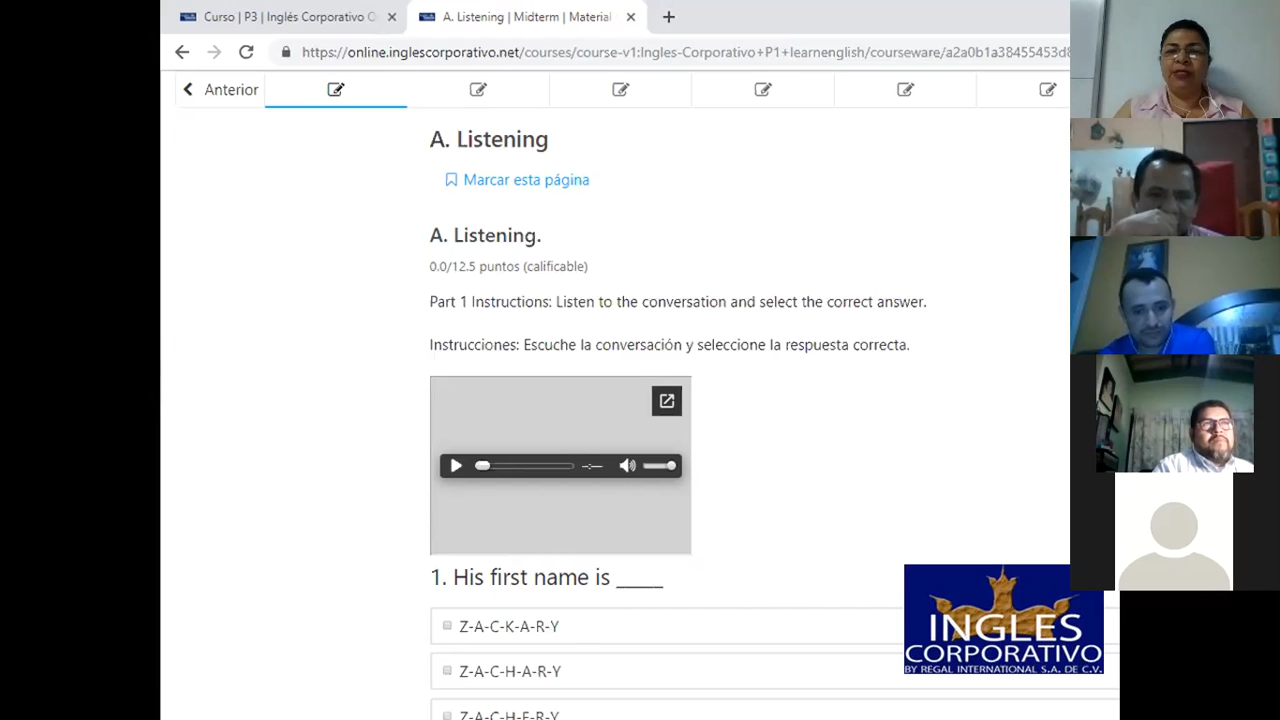 Curso | P3 | Inglés Corporativo O
A. Listening | Midterm | Material
https://online.inglescorporativo.net/courses/course-v1:Ingles-Corporativo+P1+learnenglish/courseware/a2a0b1a38455453d8
Anterior
A. Listening
Marcar esta página
A. Listening.
0.0/12.5 puntos (calificable)
Part 1 Instructions: Listen to the conversation and select the correct answer.
Instrucciones: Escuche la conversación y seleccione la respuesta correcta.
-:--
1. His first name is _____
Z-A-C-K-A-R-Y
Z-A-C-H-A-R-Y
Z-A-C-H-E-R-Y
INGLES
CORPORATIVO
BY REGAL INTERNATIONAL S.A. DE C.V.